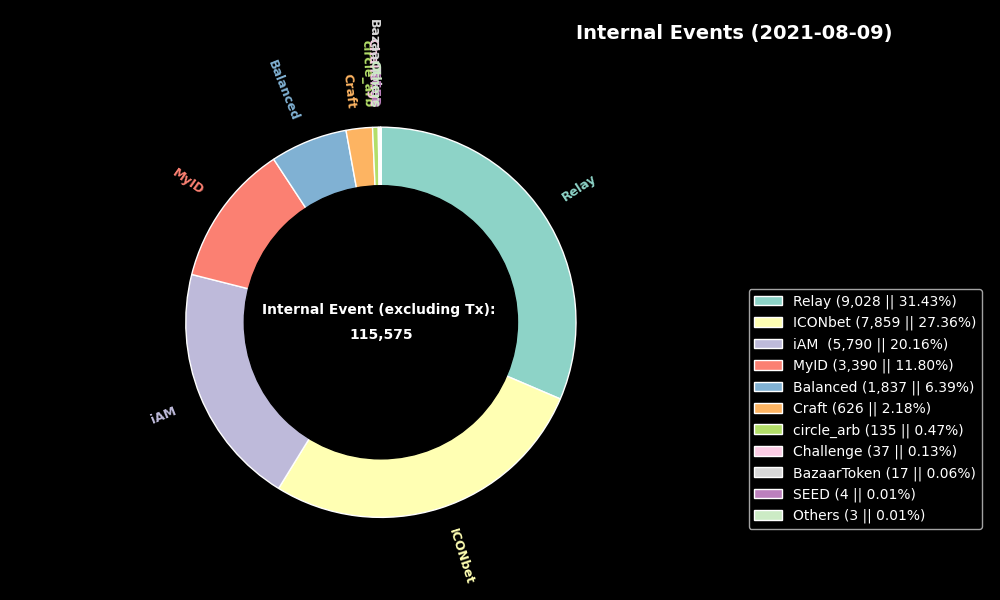 Internal Events (2021-08-09)
BazaarToken
circle_arb
Craft
Balanced
MyID
Relay
iAM
ICONbet
Internal Event (excluding Tx):
115,575
Relay (9,028 || 31.43%)
ICONbet (7,859 || 27.36%)
iAM  (5,790 || 20.16%)
MyID (3,390 || 11.80%)
Balanced (1,837 || 6.39%)
Craft (626 || 2.18%)
circle_arb (135 || 0.47%)
Challenge (37 || 0.13%)
BazaarToken (17 || 0.06%)
SEED (4 || 0.01%)
Others (3 || 0.01%)